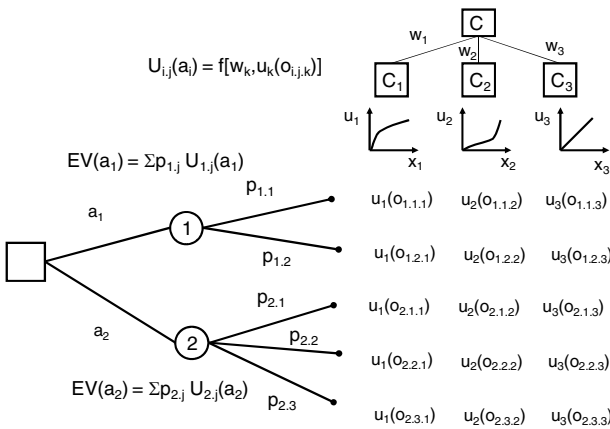 C
w₁ w₂ w₃
Uᵢ.ⱼ(aᵢ) = f[wₖ,uₖ(oᵢ.ⱼ.ₖ)]
C₁ C₂ C₃
u₁ u₂ u₃
x₁ x₂ x₃
EV(a₁) = Σp₁.ⱼ U₁.ⱼ(a₁)
p₁.₁ u₁(o₁.₁.₁) u₂(o₁.₁.₂) u₃(o₁.₁.₃)
a₁
1
p₁.₂ u₁(o₁.₂.₁) u₂(o₁.₂.₂) u₃(o₁.₂.₃)
p₂.₁ u₁(o₂.₁.₁) u₂(o₂.₁.₂) u₃(o₂.₁.₃)
a₂
2
p₂.₂ u₁(o₂.₂.₁) u₂(o₂.₂.₂) u₃(o₂.₂.₃)
EV(a₂) = Σp₂.ⱼ U₂.ⱼ(a₂)
p₂.₃ u₁(o₂.₃.₁) u₂(o₂.₃.₂) u₃(o₂.₃.₃)